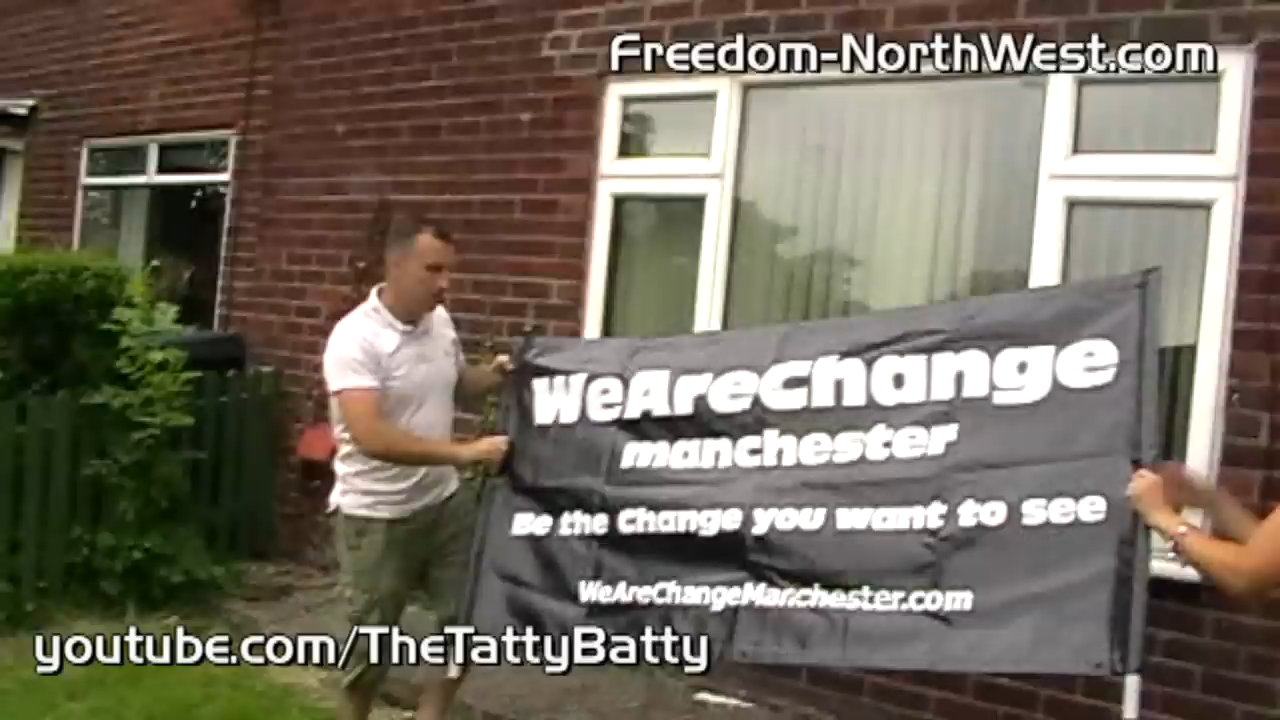 Freedom-NorthWest.com
WeAreChange
manchester
Be the Change you want to see
WeAreChangeManchester.com
youtube.com/TheTattyBatty